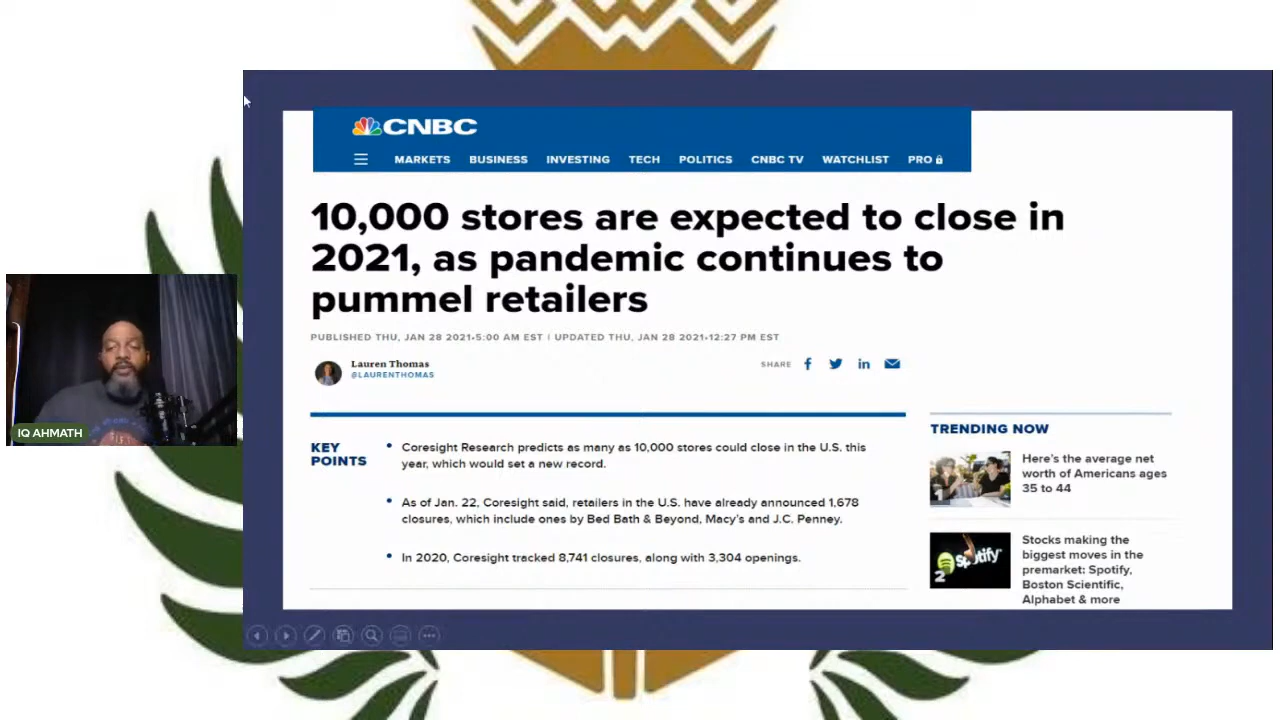 CNBC
MARKETS BUSINESS INVESTING TECH POLITICS CNBC TV WATCHLIST PRO
10,000 stores are expected to close in
2021, as pandemic continues to
pummel retailers
PUBLISHED THU, JAN 28 2021•5:00 AM EST | UPDATED THU, JAN 28 2021•12:27 PM EST
Lauren Thomas
@LAURENTHOMAS
SHARE
KEY
POINTS
• Coresight Research predicts as many as 10,000 stores could close in the U.S. this
year, which would set a new record.
• As of Jan. 22, Coresight said, retailers in the U.S. have already announced 1,678
closures, which include ones by Bed Bath & Beyond, Macy's and J.C. Penney.
• In 2020, Coresight tracked 8,741 closures, along with 3,304 openings.
TRENDING NOW
1
Here's the average net
worth of Americans ages
35 to 44
Spotify
2
Stocks making the
biggest moves in the
premarket: Spotify,
Boston Scientific,
Alphabet & more
IQ AHMATH